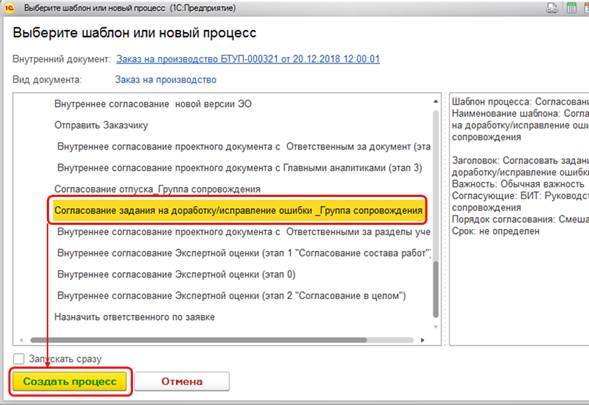 Выберите шаблон или новый процесс (1С:Предприятие)
Выберите шаблон или новый процесс
Внутренний документ: Заказ на производство БТУП-000321 от 20.12.2018 12:00:01
Вид документа: Заказ на производство
Внутреннее согласование новой версии ЭО
Отправить Заказчику
Внутреннее согласование проектного документа с Ответственным за документ (эта
Внутреннее согласование проектного документа с Главными аналитиками (этап 3)
Согласование отпуска_Группа сопровождения
Согласование задания на доработку/исправление ошибки _Группа сопровождения
Внутреннее согласование проектного документа с Ответственными за разделы уче
Внутреннее согласование Экспертной оценки (этап 1 "Согласование состава работ"
Внутреннее согласование Экспертной оценки (этап 0)
Внутреннее согласование Экспертной оценки (этап 2 "Согласование в целом")
Назначить ответственного по заявке
Шаблон процесса: Согласовани
Наименование шаблона: Согла
на доработку/исправление оши
сопровождения
Заголовок: Согласовать задан
доработку/исправление ошибки
Важность: Обычная важность
Согласующие: БИТ: Руководст
сопровождения
Порядок согласования: Смеша
Срок: не определен
Запускать сразу
Создать процесс
Отмена